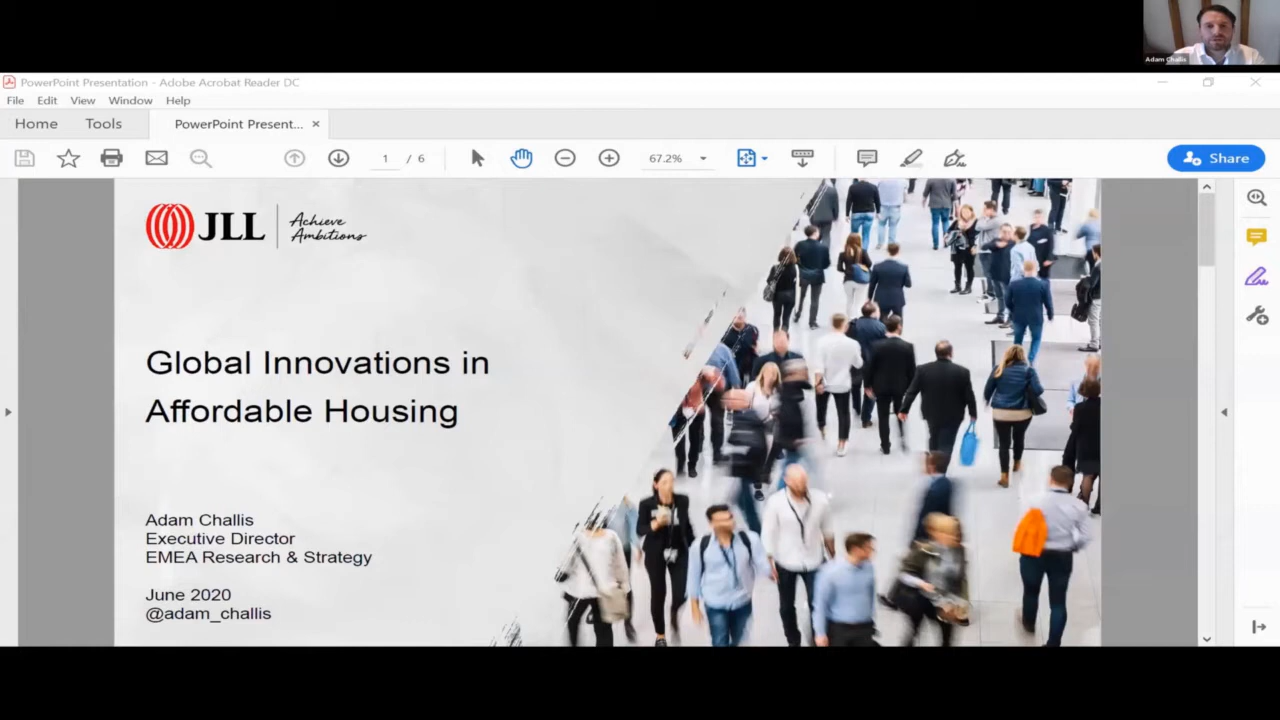 Adam Challis
PowerPoint Presentation - Adobe Acrobat Reader DC
File Edit View Window Help
Home Tools PowerPoint Present... ×
1 / 6 67.2% Share
JLL Achieve
Ambitions
Global Innovations in
Affordable Housing
Adam Challis
Executive Director
EMEA Research & Strategy
June 2020
@adam_challis